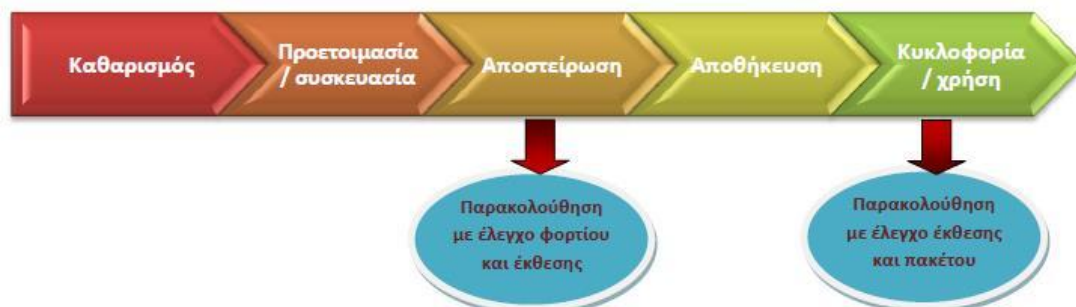 Καθαρισμός
Προετοιμασία
/ συσκευασία
Αποστείρωση
Αποθήκευση
Κυκλοφορία
/ χρήση
Παρακολούθηση
με έλεγχο φορτίου
και έκθεσης
Παρακολούθηση
με έλεγχο έκθεσης
και πακέτου